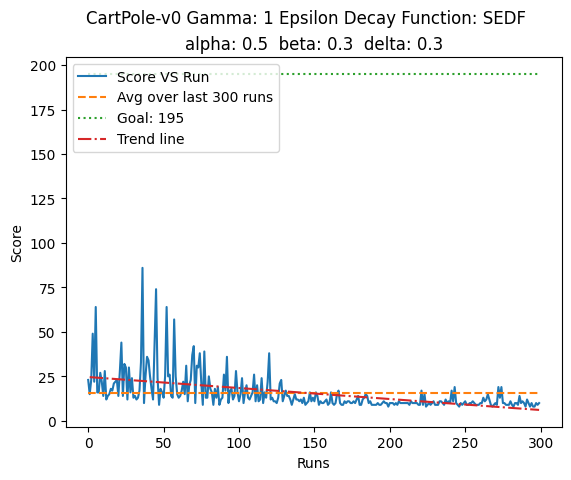 CartPole-v0 Gamma: 1 Epsilon Decay Function: SEDF
alpha: 0.5 beta: 0.3 delta: 0.3
Score VS Run
Avg over last 300 runs
Goal: 195
Trend line
200
175
150
125
100
75
50
25
0
Score
0
50
100
150
200
250
300
Runs